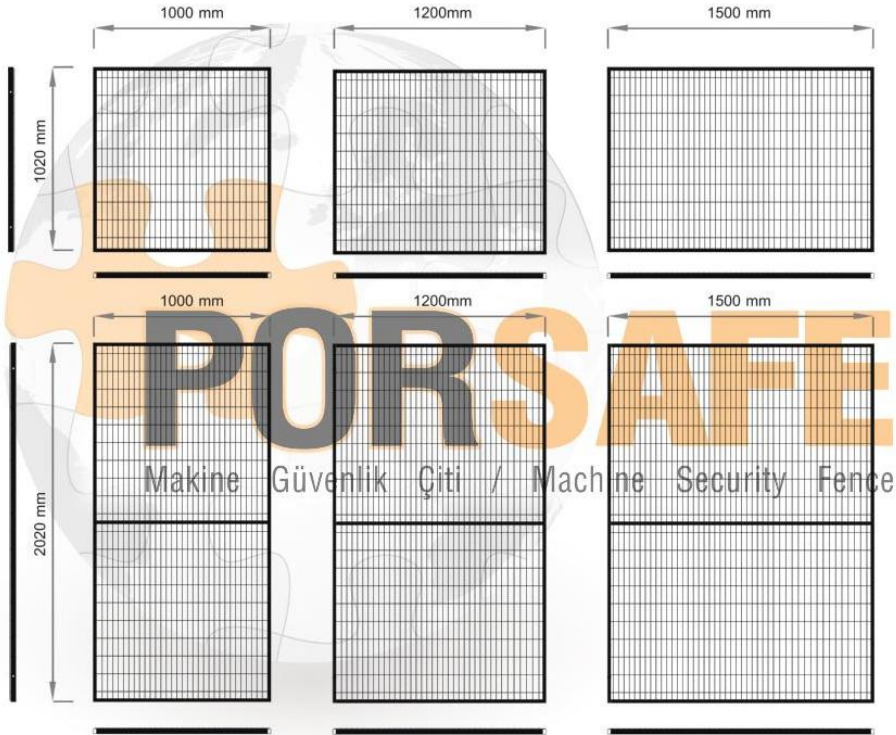 1000 mm
1200mm
1500 mm
1020 mm
1000 mm
1200mm
1500 mm
PORSAFE
Makine Güvenlik Çiti / Machine Security Fence
2020 mm